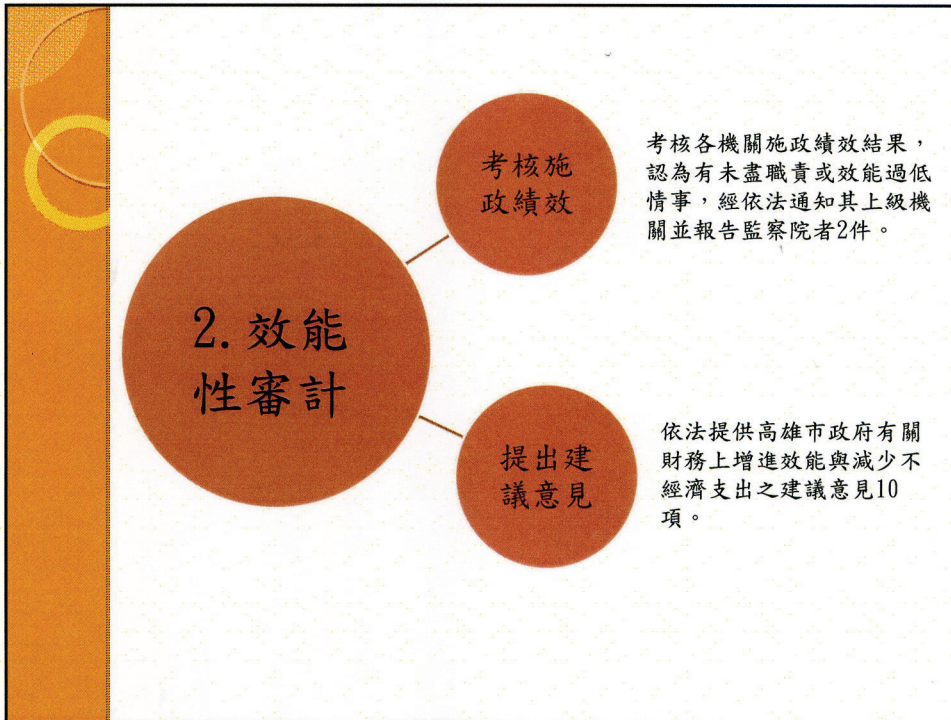 考核施
政績效
考核各機關施政績效結果，
認為有未盡職責或效能過低
情事，經依法通知其上級機
關並報告監察院者2件。
2.效能
性審計
提出建
議意見
依法提供高雄市政府有關
財務上增進效能與減少不
經濟支出之建議意見10
項。